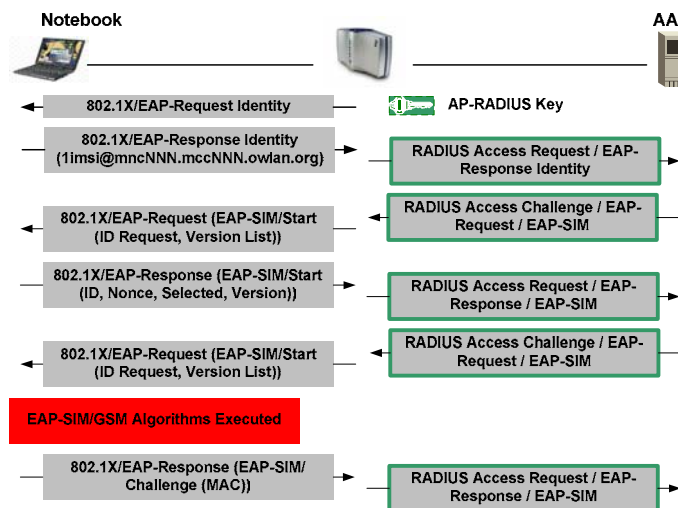 Notebook
AA
802.1X/EAP-Request Identity
AP-RADIUS Key
802.1X/EAP-Response Identity
(1imsi@mncNNN.mccNNN.owlan.org)
RADIUS Access Request / EAP-
Response Identity
802.1X/EAP-Request (EAP-SIM/Start
(ID Request, Version List))
RADIUS Access Challenge / EAP-
Request / EAP-SIM
802.1X/EAP-Response (EAP-SIM/Start
(ID, Nonce, Selected, Version))
RADIUS Access Request / EAP-
Response / EAP-SIM
802.1X/EAP-Request (EAP-SIM/Start
(ID Request, Version List))
RADIUS Access Challenge / EAP-
Request / EAP-SIM
EAP-SIM/GSM Algorithms Executed
802.1X/EAP-Response (EAP-SIM/
Challenge (MAC))
RADIUS Access Request / EAP-
Response / EAP-SIM